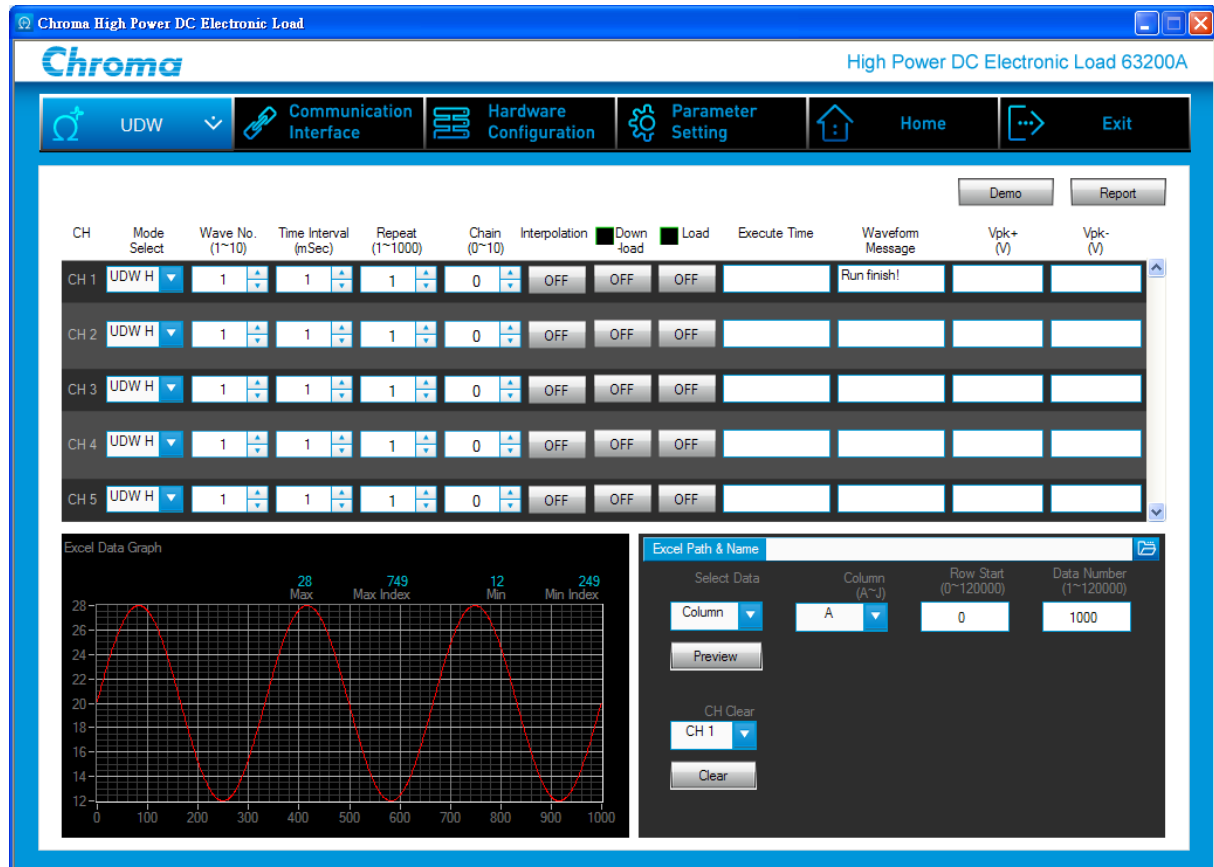 Chroma High Power DC Electronic Load
Chroma
High Power DC Electronic Load 63200A
UDW
Communication Interface
Hardware Configuration
Parameter Setting
Home
Exit
Demo
Report
CH
Mode Select
Wave No. (1~10)
Time Interval (mSec)
Repeat (1~1000)
Chain (0~10)
Interpolation
Down -load
Load
Execute Time
Waveform Message
Vpk+ (V)
Vpk- (V)
CH 1 UDW H 1 1 1 0 OFF OFF OFF Run finish!
CH 2 UDW H 1 1 1 0 OFF OFF OFF
CH 3 UDW H 1 1 1 0 OFF OFF OFF
CH 4 UDW H 1 1 1 0 OFF OFF OFF
CH 5 UDW H 1 1 1 0 OFF OFF OFF
Excel Data Graph
28 749 12 249
Max Max Index Min Min Index
28
26
24
22
20
18
16
14
12
0 100 200 300 400 500 600 700 800 900 1000
Excel Path & Name
Select Data
Column (A~J)
Row Start (0~120000)
Data Number (1~120000)
Column A 0 1000
Preview
CH Clear
CH 1
Clear